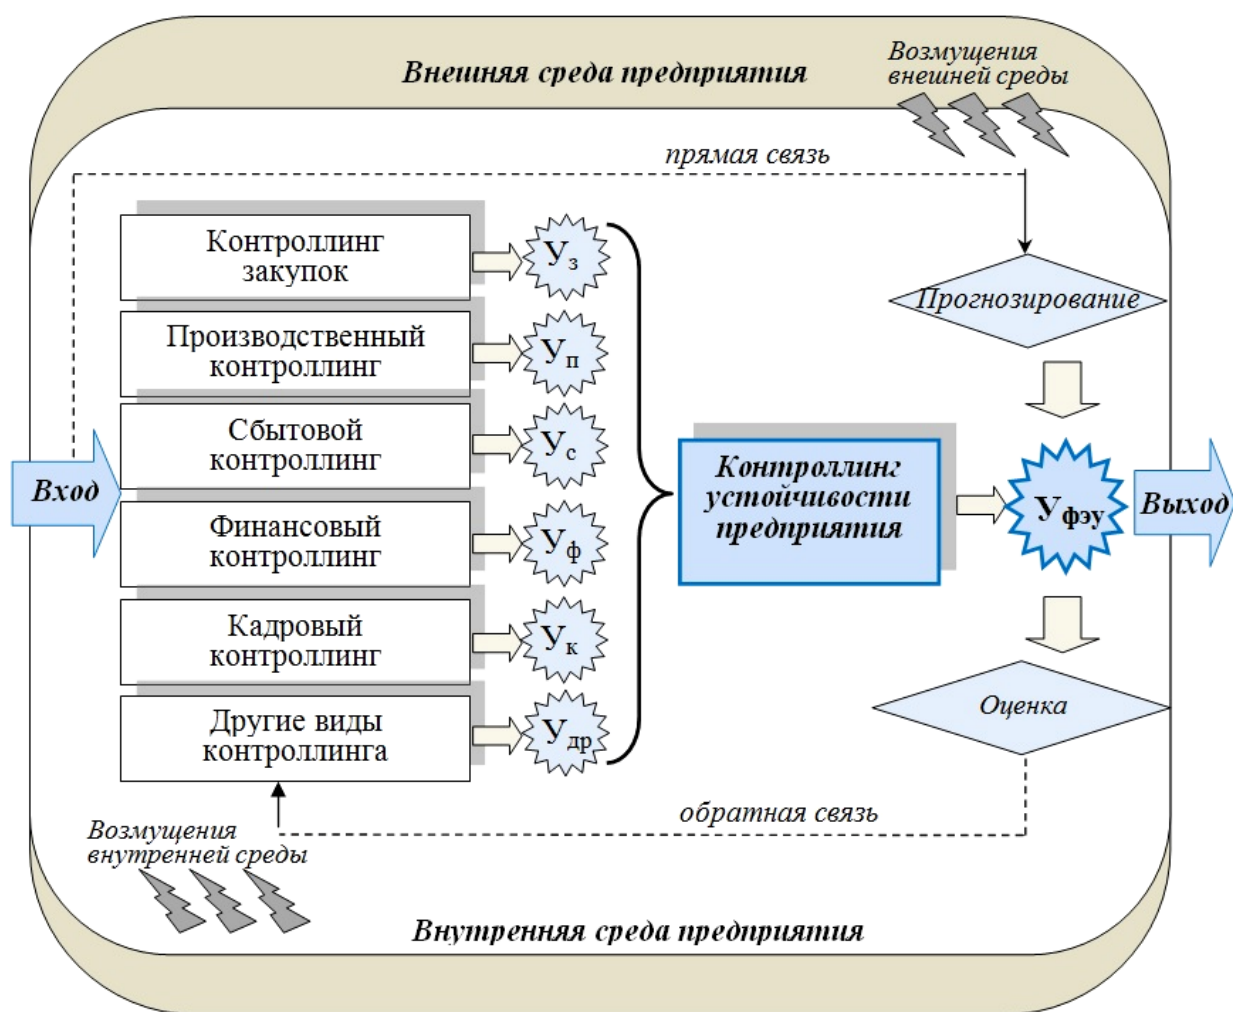 Внешняя среда предприятия
Возмущения
внешней среды
прямая связь
Контроллинг
закупок
Уз
Производственный
контроллинг
Уп
Сбытовой
контроллинг
Ус
Финансовый
контроллинг
Уф
Кадровый
контроллинг
Ук
Другие виды
контроллинга
Удр
Вход
Контроллинг
устойчивости
предприятия
Прогнозирование
Уфэу
Выход
Оценка
обратная связь
Возмущения
внутренней среды
Внутренняя среда предприятия